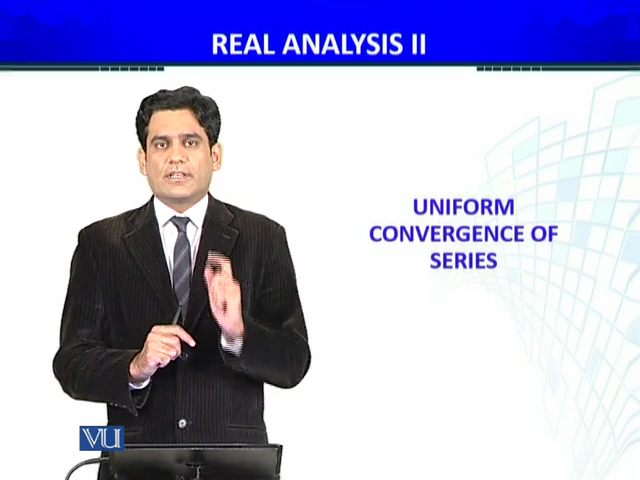 REAL ANALYSIS II
UNIFORM
CONVERGENCE OF
SERIES
VU